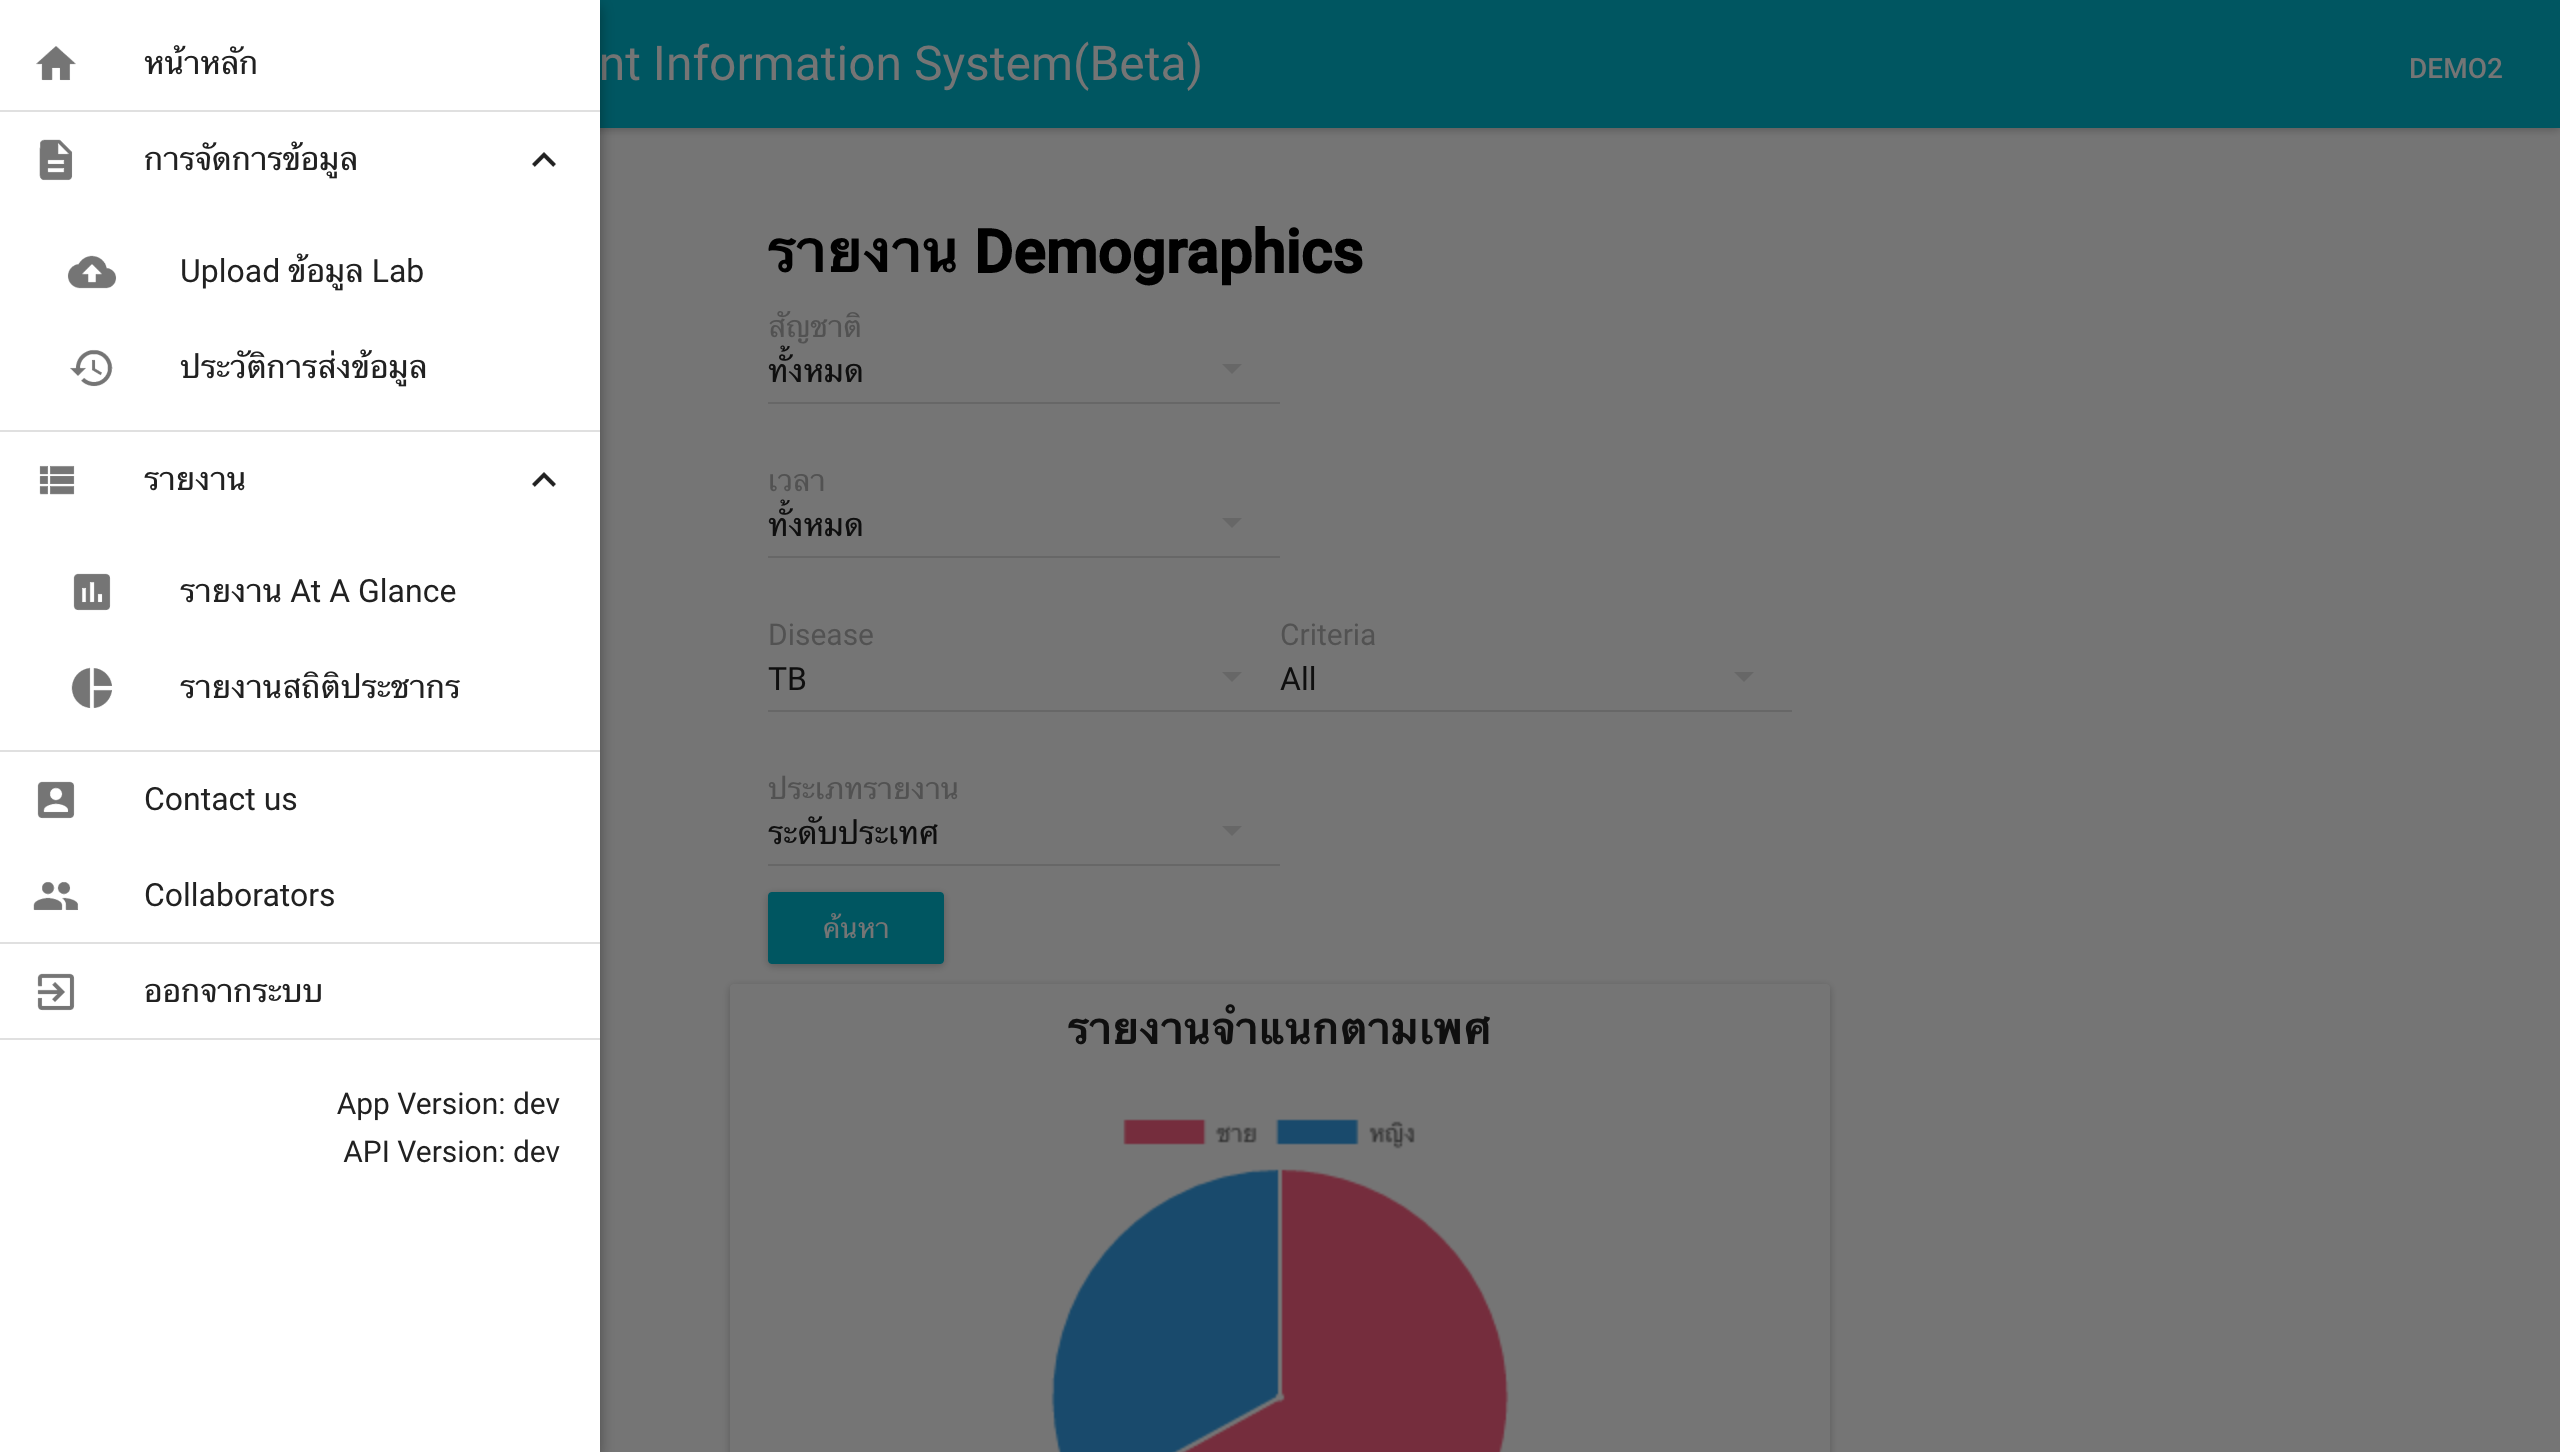 หน้าหลัก
การจัดการข้อมูล
Upload ข้อมูล Lab
ประวัติการส่งข้อมูล
รายงาน
รายงาน At A Glance
รายงานสถิติประชากร
Contact us
Collaborators
ออกจากระบบ
App Version: dev
API Version: dev
nt Information System(Beta)
DEMO2
รายงาน Demographics
สัญชาติ
ทั้งหมด
เวลา
ทั้งหมด
Disease
TB
Criteria
All
ประเภทรายงาน
ระดับประเทศ
ค้นหา
รายงานจำแนกตามเพศ
ชาย หญิง